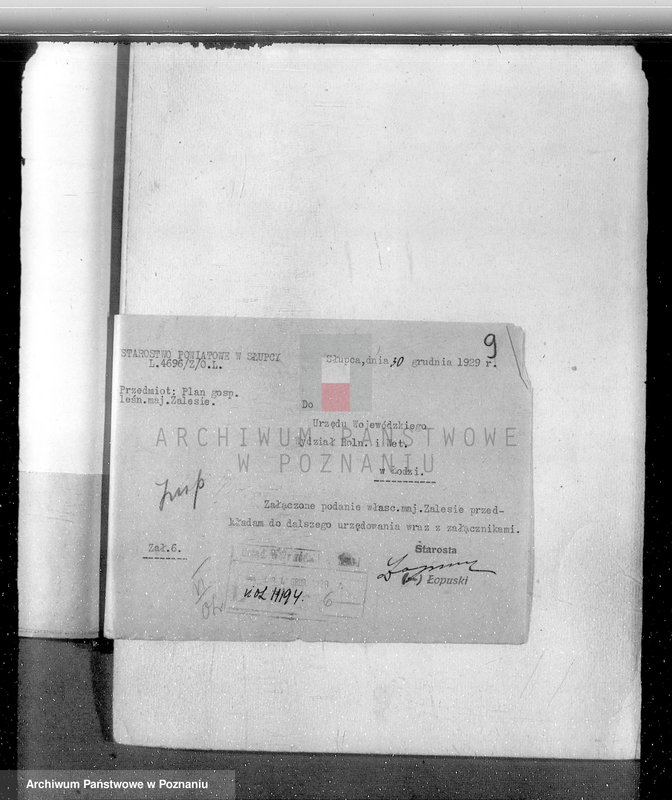 9
STAROSTWO POWIATOWE W SŁUPCY
L.4696/Z/O.L.
Słupca, dnia 30 grudnia 1929 r.
Przedmiot: Plan gosp.
leśn.maj.Zalesie.
Do
Urzędu Wojewódzkiego
Wydział Roln. i Wet.
w Łodzi.
ARCHIWUM PAŃSTWOWE
W POZNANIU
Załączone podanie właśc.maj.Zalesie przed-
kładam do dalszego urzędowania wraz z załącznikami.
Zał.6.
Starosta
Łopuski
6
Archiwum Państwowe w Poznaniu